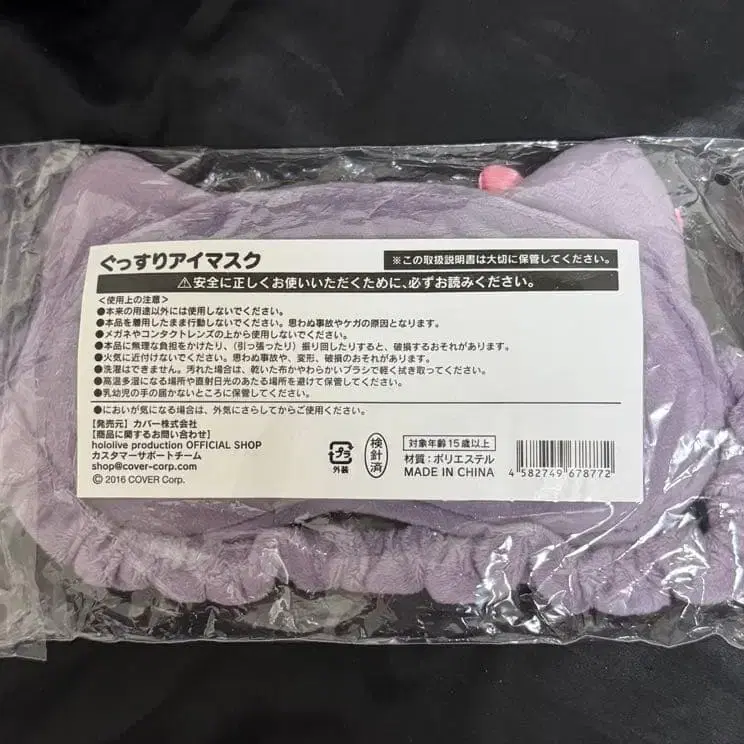 ぐっすりアイマスク
※この取扱説明書は大切に保管してください。
⚠安全に正しくお使いいただくために、必ずお読みください。
＜使用上の注意＞
●本来の用途以外には使用しないでください。
●本品を着用したまま行動しないでください。思わぬ事故やケガの原因となります。
●メガネやコンタクトレンズの上から使用しないでください。
●本品に無理な負担をかけたり、（引っ張ったり）振り回したりすると、破損するおそれがあります。
●火気に近付けないでください。思わぬ事故や、変形、破損のおそれがあります。
●洗濯はできません。汚れた場合は、乾いた布かやわらかいブラシで軽く拭き取ってください。
●高温多湿になる場所や直射日光のあたる場所を避けて保管してください。
●乳幼児の手の届かないところに保管してください。
●においが気になる場合は、外気にさらしてからご使用ください。
【発売元】カバー株式会社
【商品に関するお問い合わせ】
hololive production OFFICIAL SHOP
カスタマーサポートチーム
shop@cover-corp.com
© 2016 COVER Corp.
プラ
外装
検針済
対象年齢15歳以上
材質：ポリエステル
MADE IN CHINA
4 582749 678772